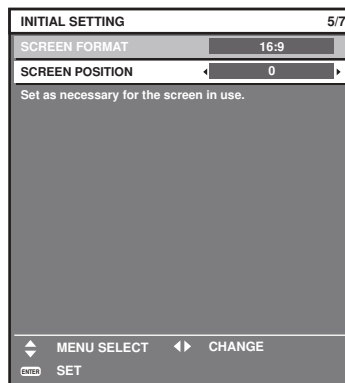 INITIAL SETTING 5/7
SCREEN FORMAT 16:9
SCREEN POSITION 0
Set as necessary for the screen in use.
MENU SELECT CHANGE
ENTER SET